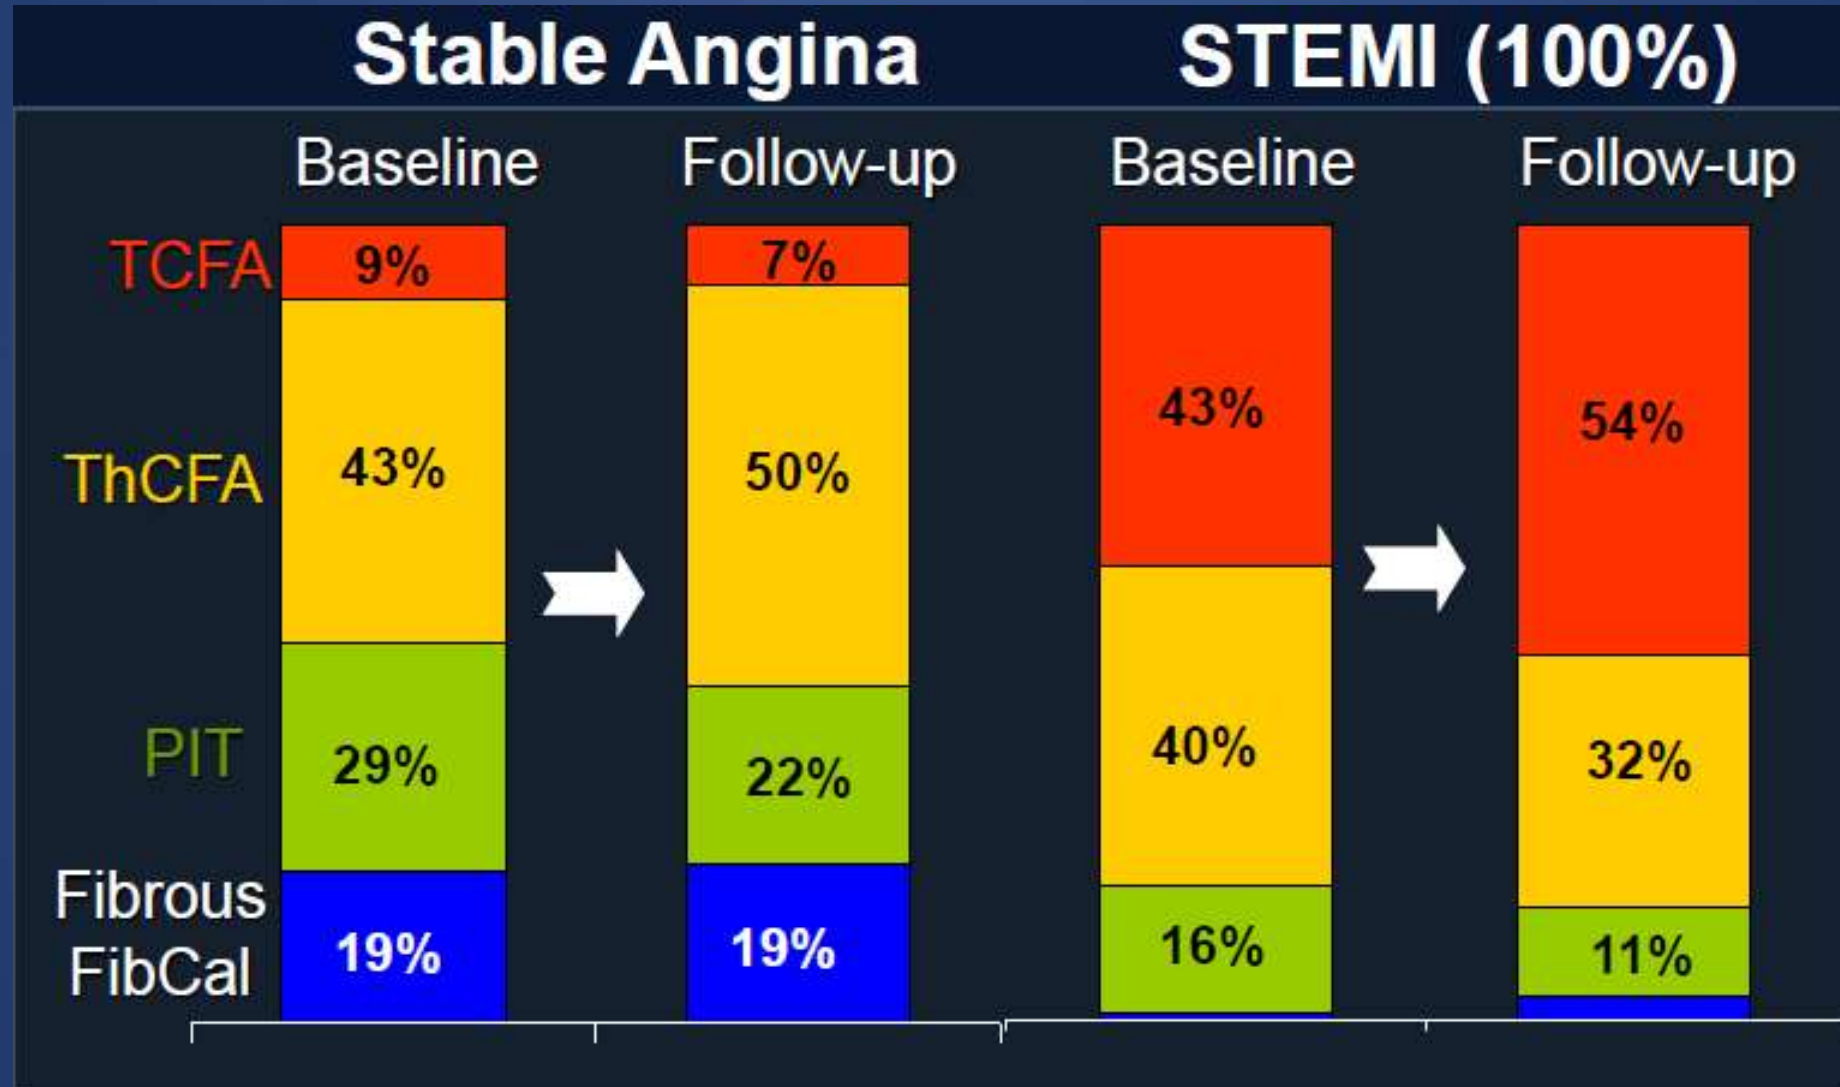 Stable Angina STEMI (100%)
Baseline Follow-up Baseline Follow-up
TCFA 9% 7%
43% 54%
ThCFA 43% 50%
PIT 29% 22% 40% 32%
Fibrous
FibCal 19% 19% 16% 11%